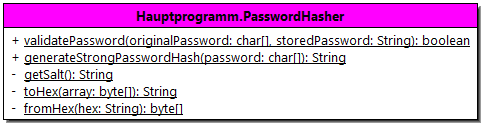 Hauptprogramm.PasswordHasher
+ validatePassword(originalPassword: char[], storedPassword: String): boolean
+ generateStrongPasswordHash(password: char[]): String
- getSalt(): String
- toHex(array: byte[]): String
- fromHex(hex: String): byte[]